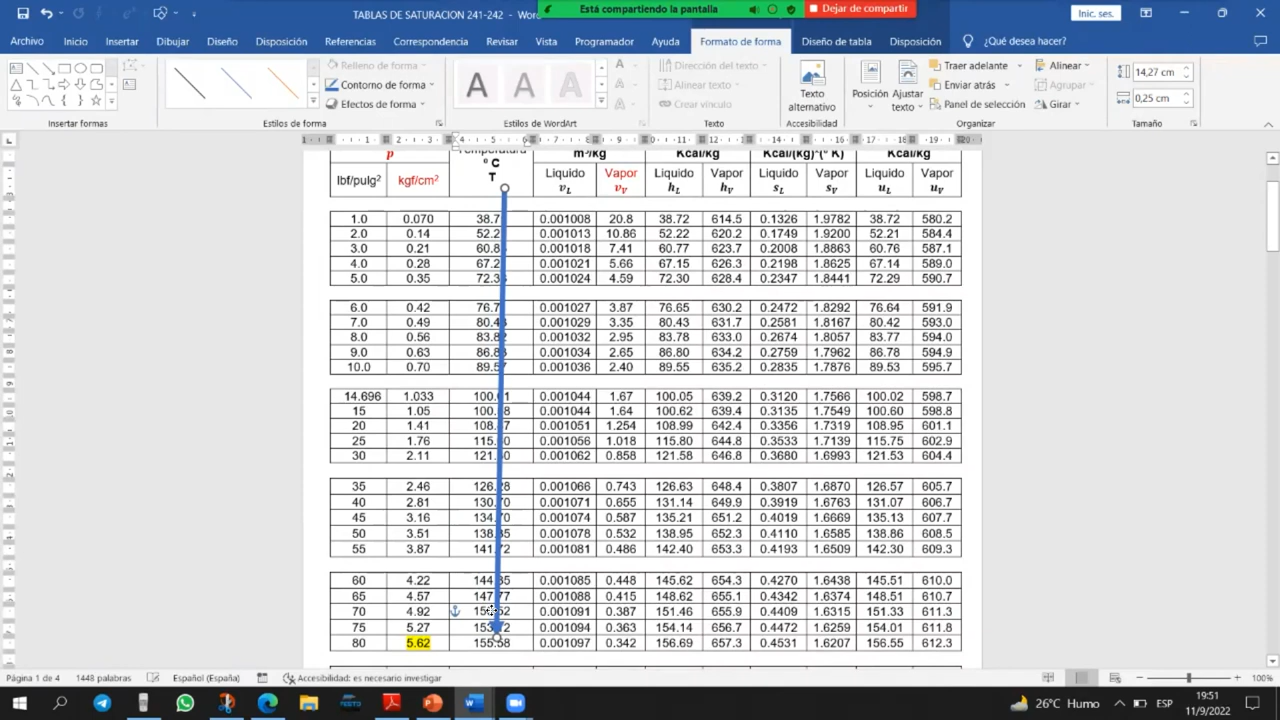 TABLAS DE SATURACION 241-242 - Word
Está compartiendo la pantalla
Dejar de compartir
Inic. ses.
Archivo Inicio Insertar Dibujar Diseño Disposición Referencias Correspondencia Revisar Vista Programador Ayuda Formato de forma Diseño de tabla Disposición ¿Qué desea hacer?
Relleno de forma
Contorno de forma
Efectos de forma
Dirección del texto
Alinear texto
Crear vínculo
Texto alternativo
Posición
Ajustar texto
Traer adelante
Enviar atrás
Panel de selección
Alinear
Agrupar
Girar
14,27 cm
0,25 cm
Insertar formas Estilos de forma Estilos de WordArt Texto Accesibilidad Organizar Tamaño
p Temperatura m³/kg Kcal/kg Kcal/(kg)*(º K) Kcal/kg
º C
T
lbf/pulg² kgf/cm² Liquido Vapor Liquido Vapor Liquido Vapor Liquido Vapor
vL vV hL hV sL sV uL uV
1.0 0.070 38.7 0.001008 20.8 38.72 614.5 0.1326 1.9782 38.72 580.2
2.0 0.14 52.2 0.001013 10.86 52.22 620.2 0.1749 1.9200 52.21 584.4
3.0 0.21 60.8 0.001018 7.41 60.77 623.7 0.2008 1.8863 60.76 587.1
4.0 0.28 67.2 0.001021 5.66 67.15 626.3 0.2198 1.8625 67.14 589.0
5.0 0.35 72.3 0.001024 4.59 72.30 628.4 0.2347 1.8441 72.29 590.7
6.0 0.42 76.7 0.001027 3.87 76.65 630.2 0.2472 1.8292 76.64 591.9
7.0 0.49 80.4 0.001029 3.35 80.43 631.7 0.2581 1.8167 80.42 593.0
8.0 0.56 83.8 0.001032 2.95 83.78 633.0 0.2674 1.8057 83.77 594.0
9.0 0.63 86.8 0.001034 2.65 86.80 634.2 0.2759 1.7962 86.78 594.9
10.0 0.70 89.5 0.001036 2.40 89.55 635.2 0.2835 1.7876 89.53 595.7
14.696 1.033 0.001044 1.67 100.05 639.2 0.3120 1.7566 100.02 598.7
15 1.05 0.001044 1.64 100.62 639.4 0.3135 1.7549 100.60 598.8
20 1.41 0.001051 1.254 108.99 642.4 0.3356 1.7319 108.95 601.1
25 1.76 0.001056 1.018 115.80 644.8 0.3533 1.7139 115.75 602.9
30 2.11 0.001062 0.858 121.58 646.8 0.3680 1.6993 121.53 604.4
35 2.46 0.001066 0.743 126.63 648.4 0.3807 1.6870 126.57 605.7
40 2.81 0.001071 0.655 131.14 649.9 0.3919 1.6763 131.07 606.7
45 3.16 0.001074 0.587 135.21 651.2 0.4019 1.6669 135.13 607.7
50 3.51 0.001078 0.532 138.95 652.3 0.4110 1.6585 138.86 608.5
55 3.87 0.001081 0.486 142.40 653.3 0.4193 1.6509 142.30 609.3
60 4.22 0.001085 0.448 145.62 654.3 0.4270 1.6438 145.51 610.0
65 4.57 0.001088 0.415 148.62 655.1 0.4342 1.6374 148.51 610.7
70 4.92 0.001091 0.387 151.46 655.9 0.4409 1.6315 151.33 611.3
75 5.27 0.001094 0.363 154.14 656.7 0.4472 1.6259 154.01 611.8
80 5.62 155.58 0.001097 0.342 156.69 657.3 0.4531 1.6207 156.55 612.3
Página 1 de 4 1448 palabras Español (España) Accesibilidad: es necesario investigar 100%
26°C Humo ESP 19:51
11/9/2022